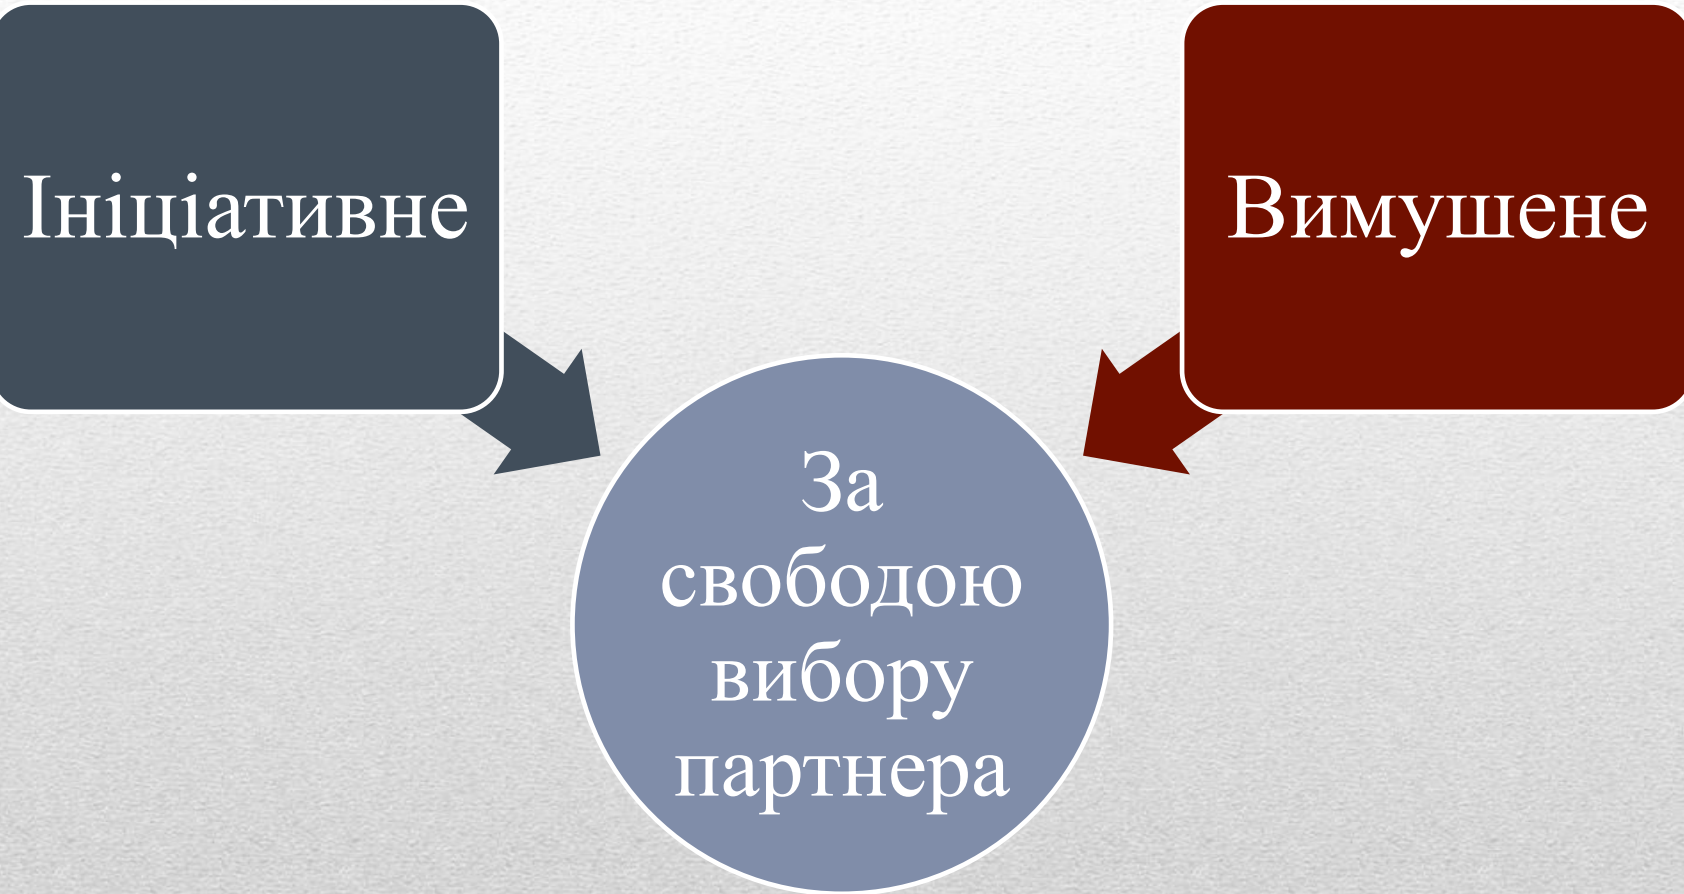 Ініціативне
Вимушене
За
свободою
вибору
партнера